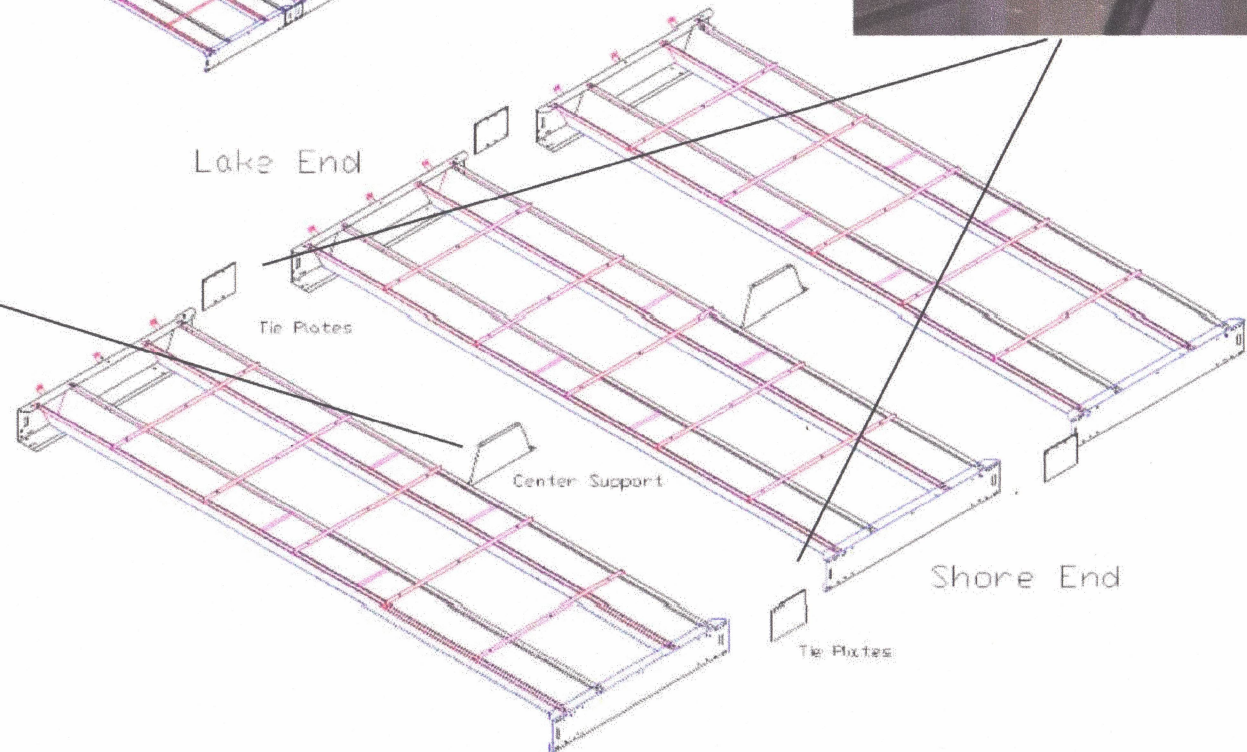 Lake End
Tie Plates
Center Support
Shore End
Tie Plates